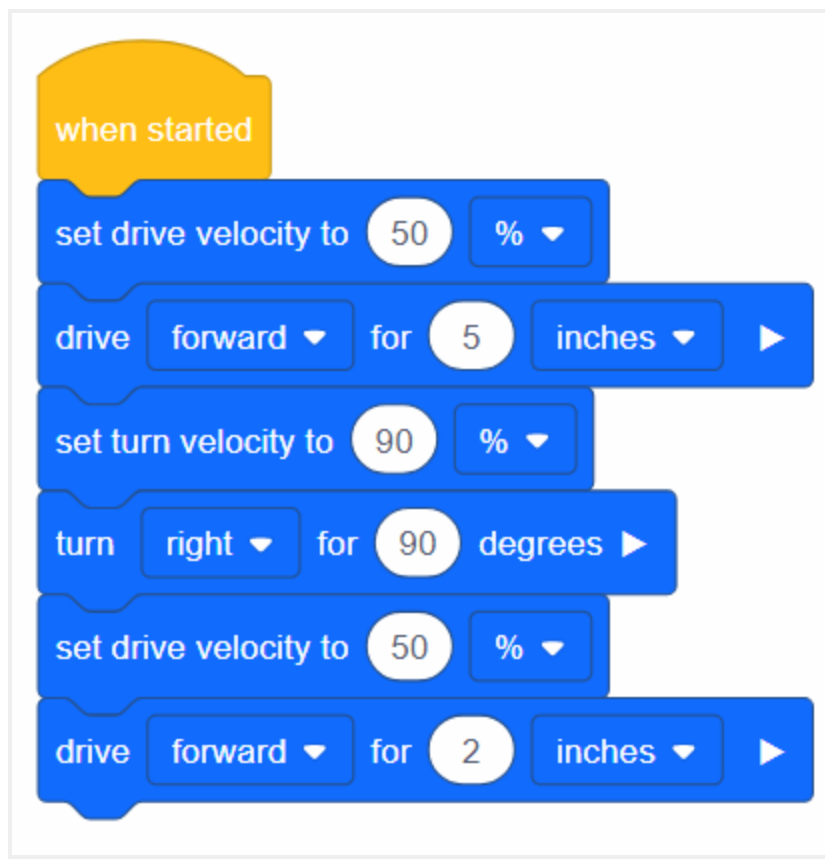 when started
set drive velocity to 50 %
drive forward for 5 inches
set turn velocity to 90 %
turn right for 90 degrees
set drive velocity to 50 %
drive forward for 2 inches